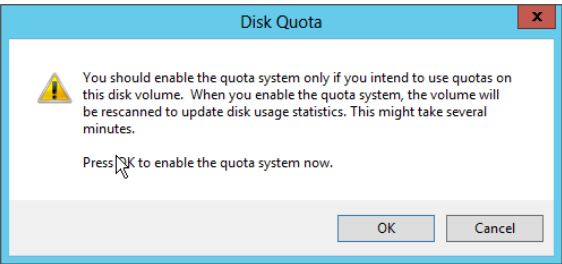 Disk Quota
x
You should enable the quota system only if you intend to use quotas on
this disk volume.  When you enable the quota system, the volume will
be rescanned to update disk usage statistics. This might take several
minutes.
Press OK to enable the quota system now.
OK
Cancel